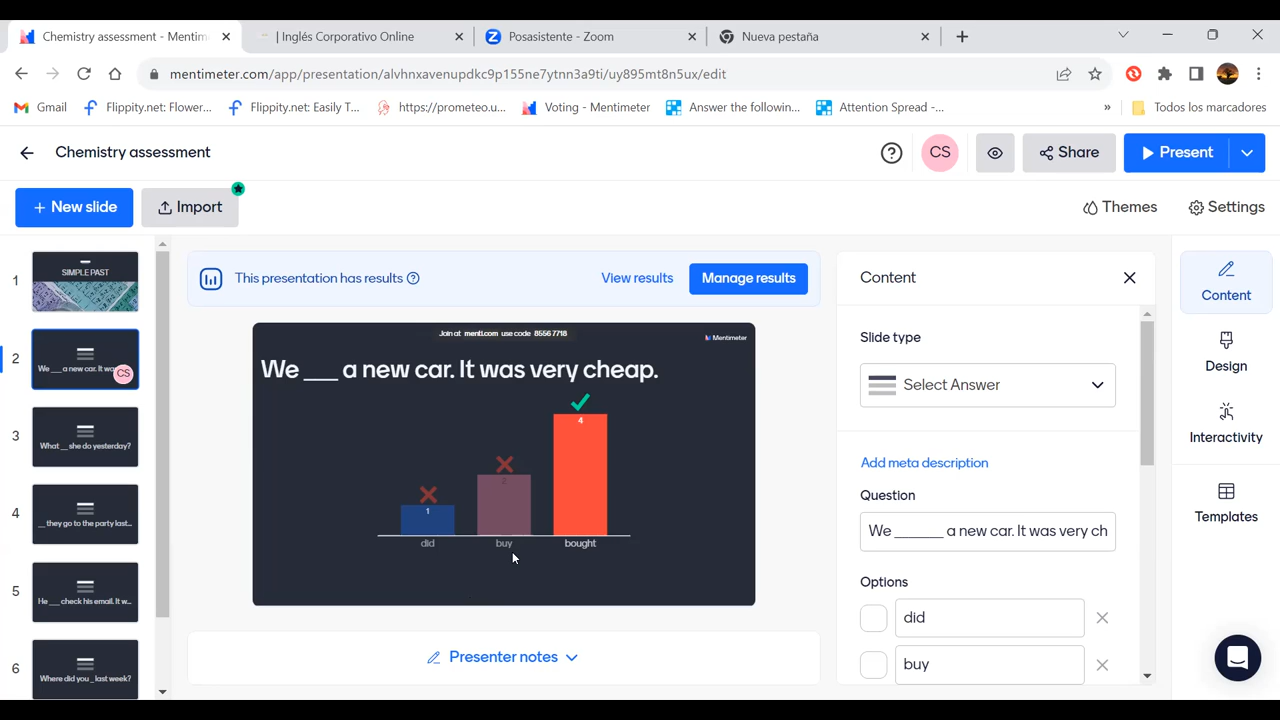 Chemistry assessment - Mentim
| Inglés Corporativo Online
Posasistente - Zoom
Nueva pestaña
mentimeter.com/app/presentation/alvhnxavenupdkc9p155ne7ytnn3a9ti/uy895mt8n5ux/edit
Gmail
Flippity.net: Flower...
Flippity.net: Easily T...
https://prometeo.u...
Voting - Mentimeter
Answer the followin...
Attention Spread -...
»
Todos los marcadores
Chemistry assessment
CS
Share
Present
+ New slide
Import
Themes
Settings
1
SIMPLE PAST
2
We ___ a new car. It wa
CS
3
What __ she do yesterday?
4
__ they go to the party last...
5
He ___ check his email. It w...
6
Where did you _ last week?
This presentation has results
View results
Manage results
Join at menti.com use code 8556 7718
Mentimeter
We ___ a new car. It was very cheap.
1
2
4
did
buy
bought
Presenter notes
Content
Slide type
Select Answer
Add meta description
Question
We ______ a new car. It was very ch
Options
did
buy
Content
Design
Interactivity
Templates